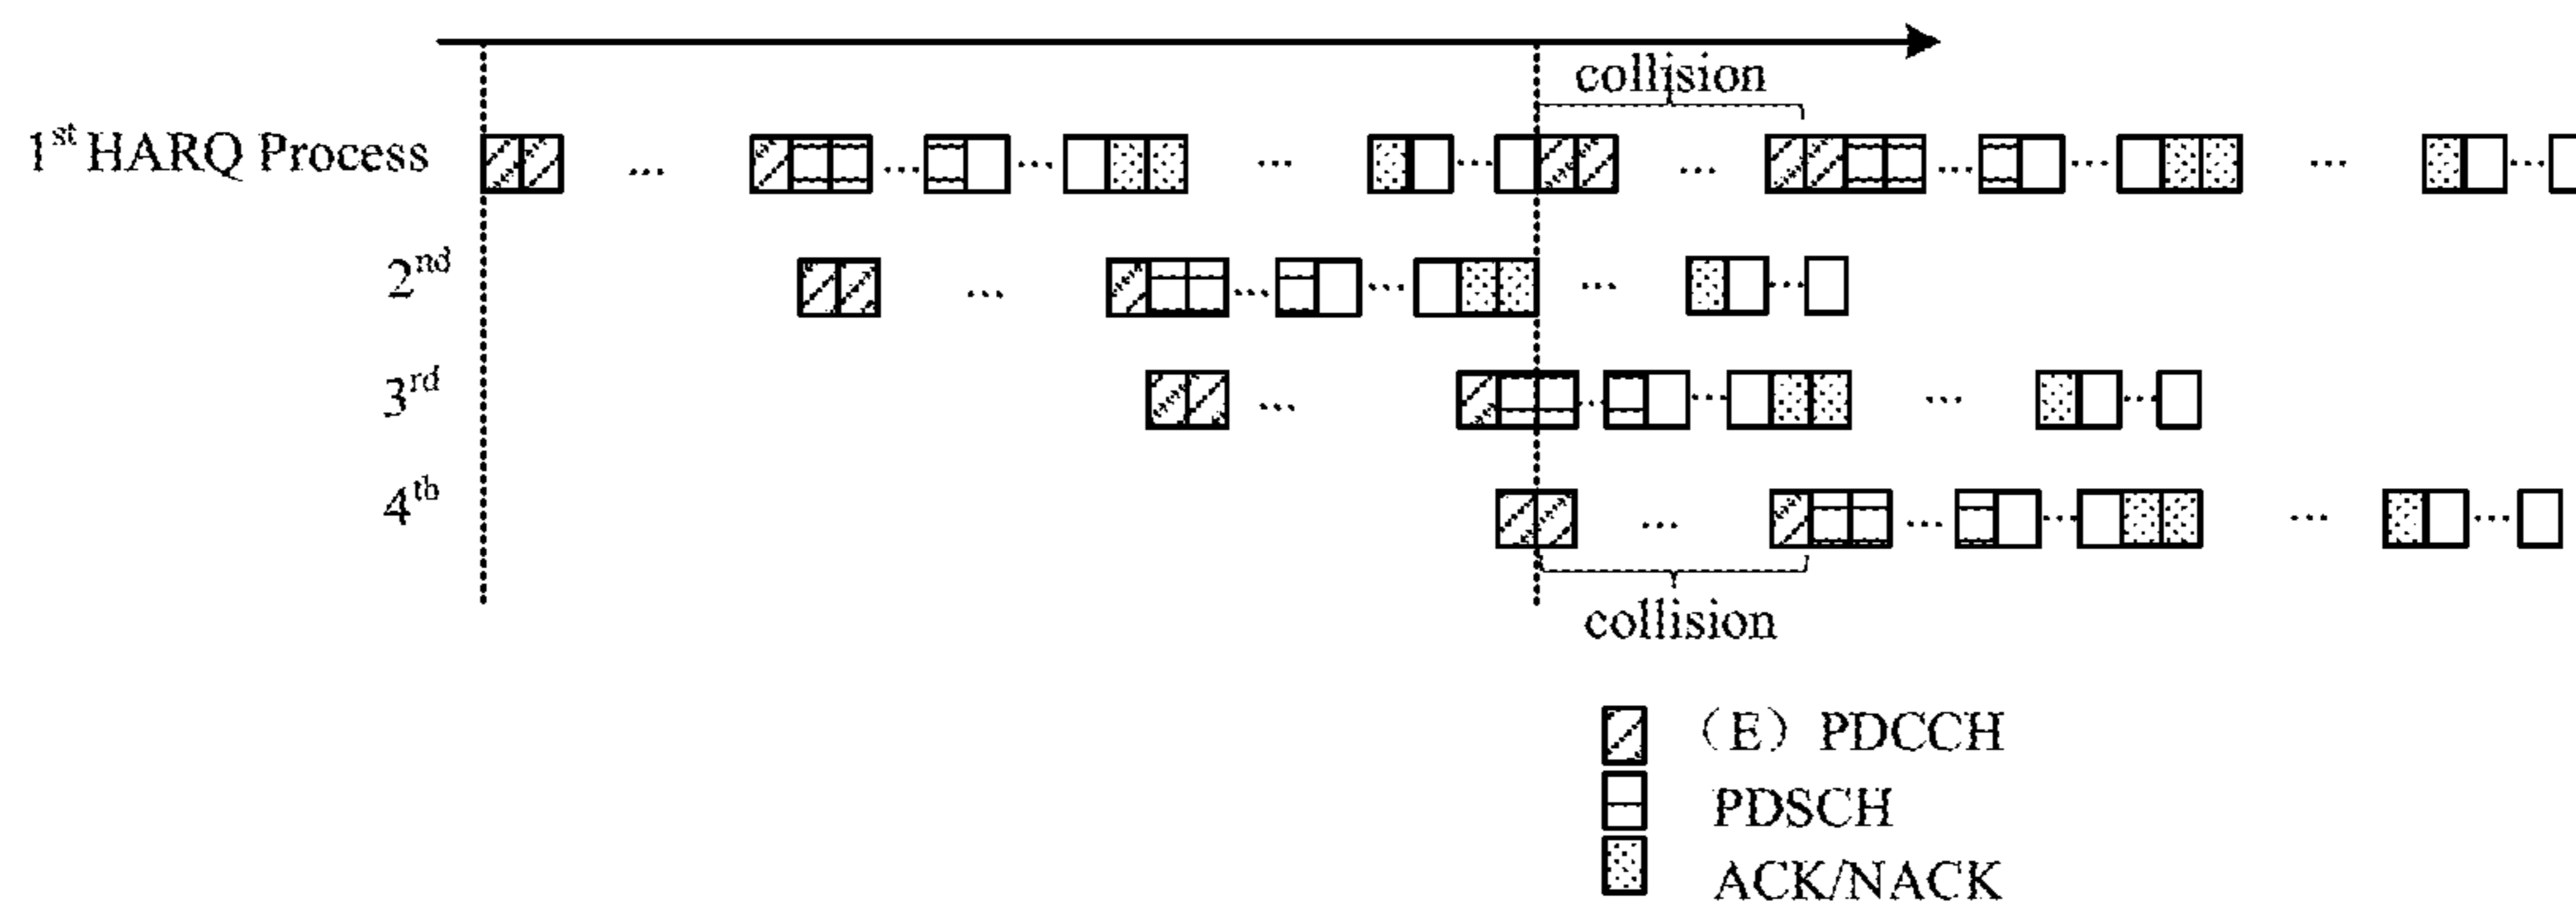 collision
1st HARQ Process
2nd
3rd
4th
collision
（E） PDCCH
PDSCH
ACK/NACK